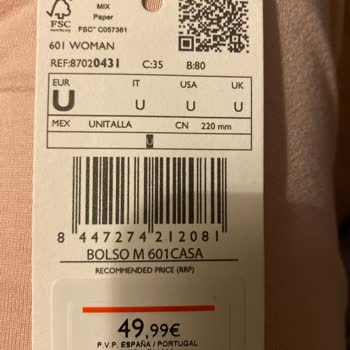 MIX
Paper
FSC
FSC™ C057361
601 WOMAN
REF:87020431 C:35 B:80
EUR IT USA UK
U U U U
MEX UNITALLA CN 220 mm
U
8 447274 212081
BOLSO M 601CASA
RECOMMENDED PRICE (RRP)
49,99€
P.V.P. ESPAÑA / PORTUGAL